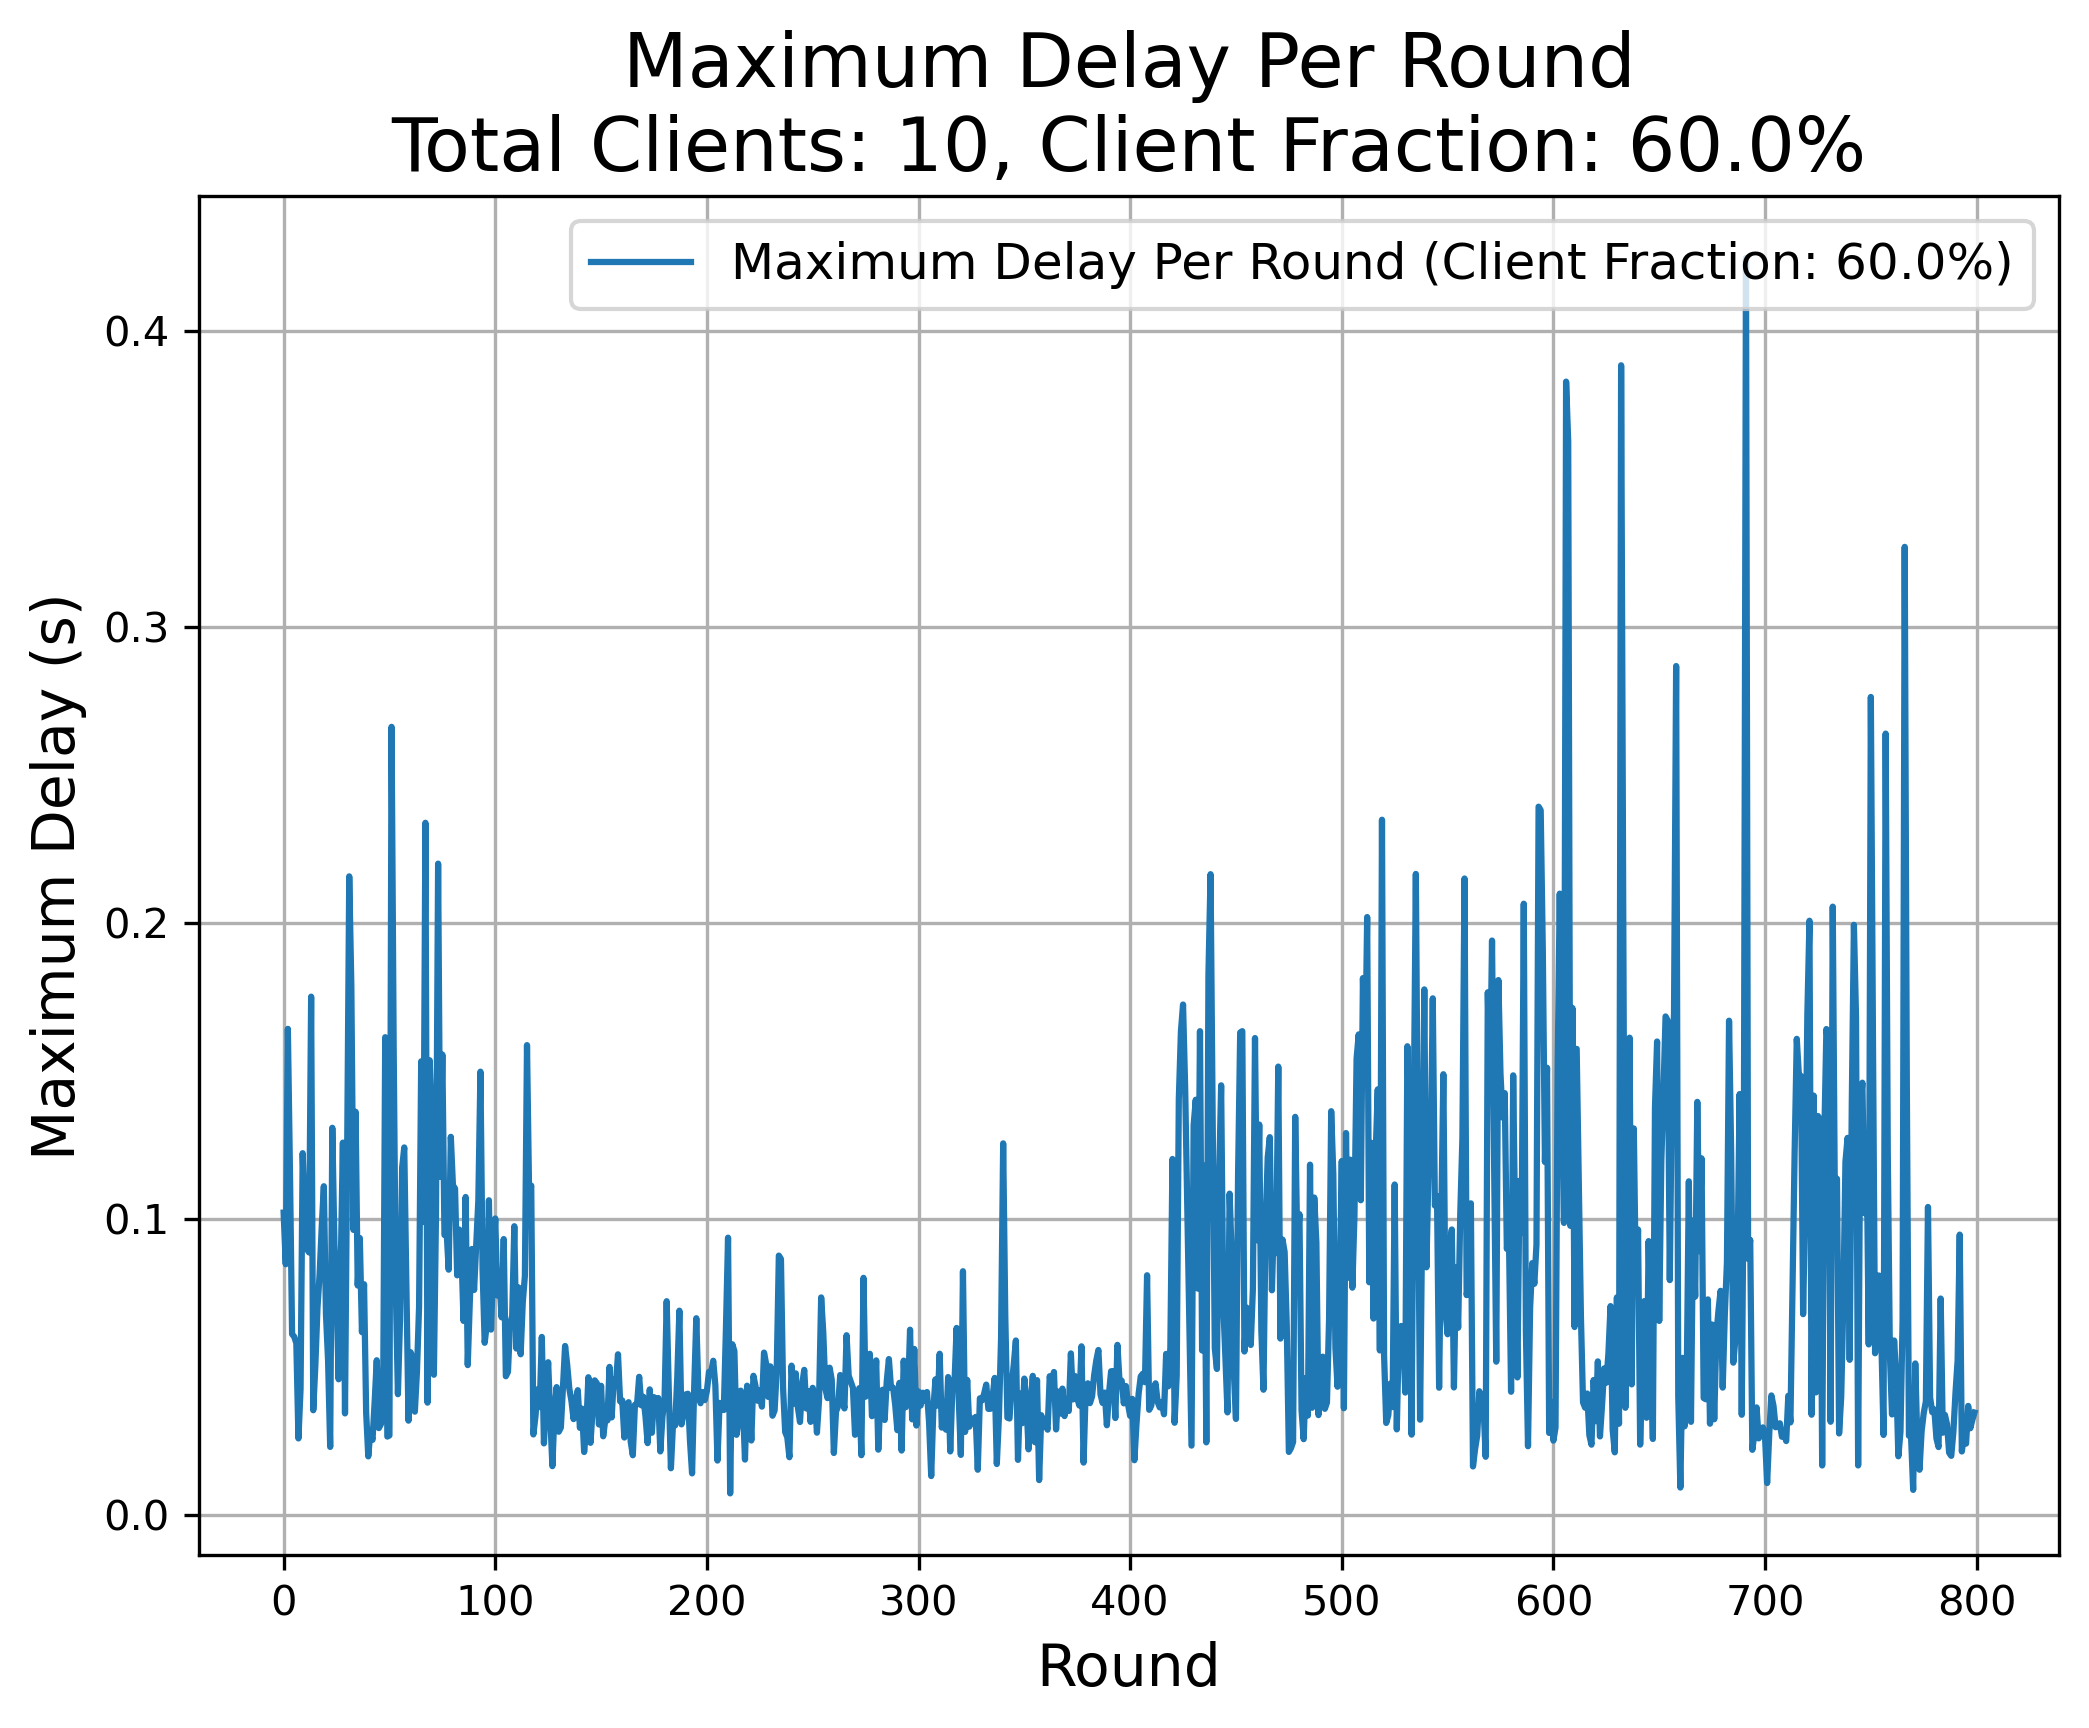 Maximum Delay Per Round
Total Clients: 10, Client Fraction: 60.0%
Maximum Delay Per Round (Client Fraction: 60.0%)
Maximum Delay (s)
0.4
0.3
0.2
0.1
0.0
0 100 200 300 400 500 600 700 800
Round